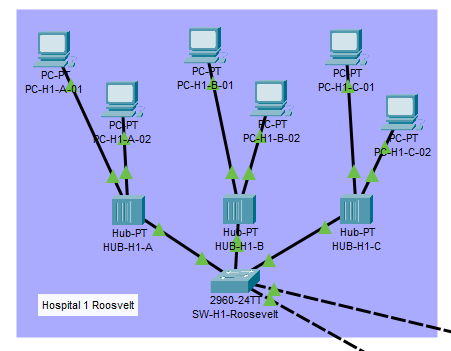 PC-PT
PC-H1-A-01
PC-PT
PC-H1-A-02
PC-PT
PC-H1-B-01
PC-PT
PC-H1-B-02
PC-PT
PC-H1-C-01
PC-PT
PC-H1-C-02
Hub-PT
HUB-H1-A
Hub-PT
HUB-H1-B
Hub-PT
HUB-H1-C
2960-24TT
SW-H1-Roosevelt
Hospital 1 Roosvelt